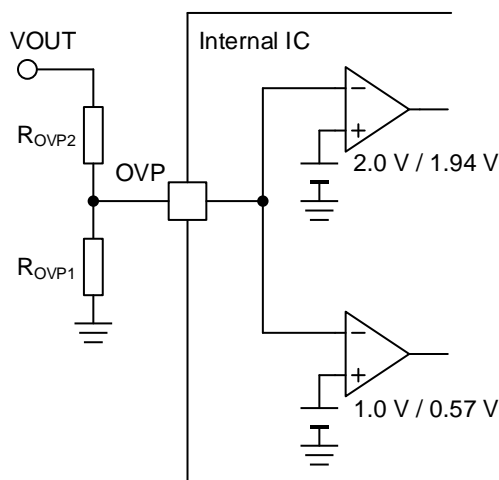 Internal IC
VOUT
ROVP2
OVP
2.0 V / 1.94 V
ROVP1
1.0 V / 0.57 V